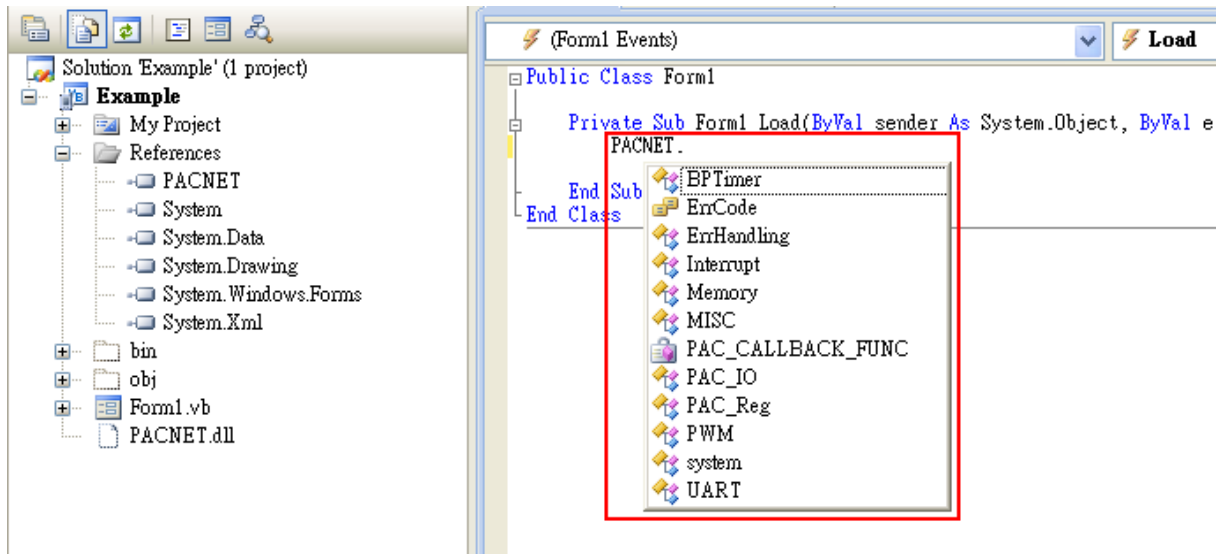 Solution 'Example' (1 project)
Example
My Project
References
PACNET
System
System.Data
System.Drawing
System.Windows.Forms
System.Xml
bin
obj
Form1.vb
PACNET.dll
(Form1 Events)
Load
Public Class Form1
Private Sub Form1_Load(ByVal sender As System.Object, ByVal e
PACNET.
BPTimer
End Sub
ErrCode
End Class
ErrHandling
Interrupt
Memory
MISC
PAC_CALLBACK_FUNC
PAC_IO
PAC_Reg
PWM
system
UART